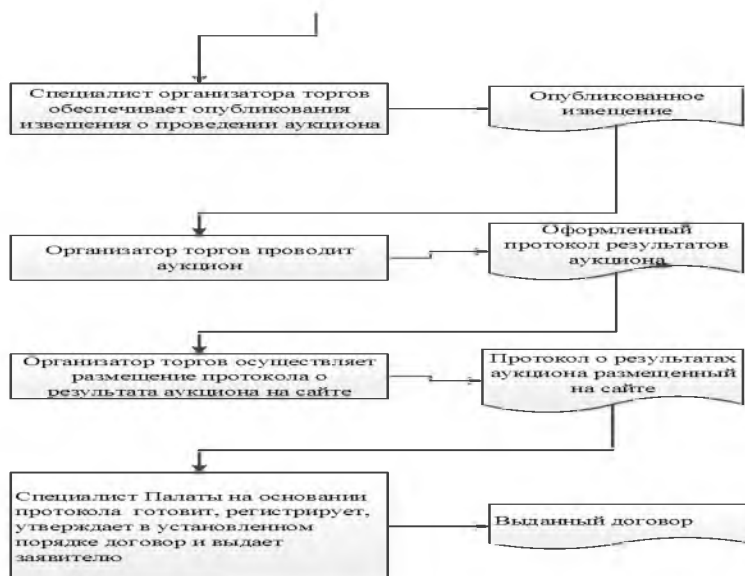 Специалист организатора торгов
обеспечивает опубликования
извещения о проведении аукциона
Опубликованное
извещение
Организатор торгов проводит
аукцион
Оформленный
протокол результатов
аукциона
Организатор торгов осуществляет
размещение протокола о
результата аукциона на сайте
Протокол о результатах
аукциона размещенный
на сайте
Специалист Палаты на основании
протокола готовит, регистрирует,
утверждает в установленном
порядке договор и выдает
заявителю
Выданный договор